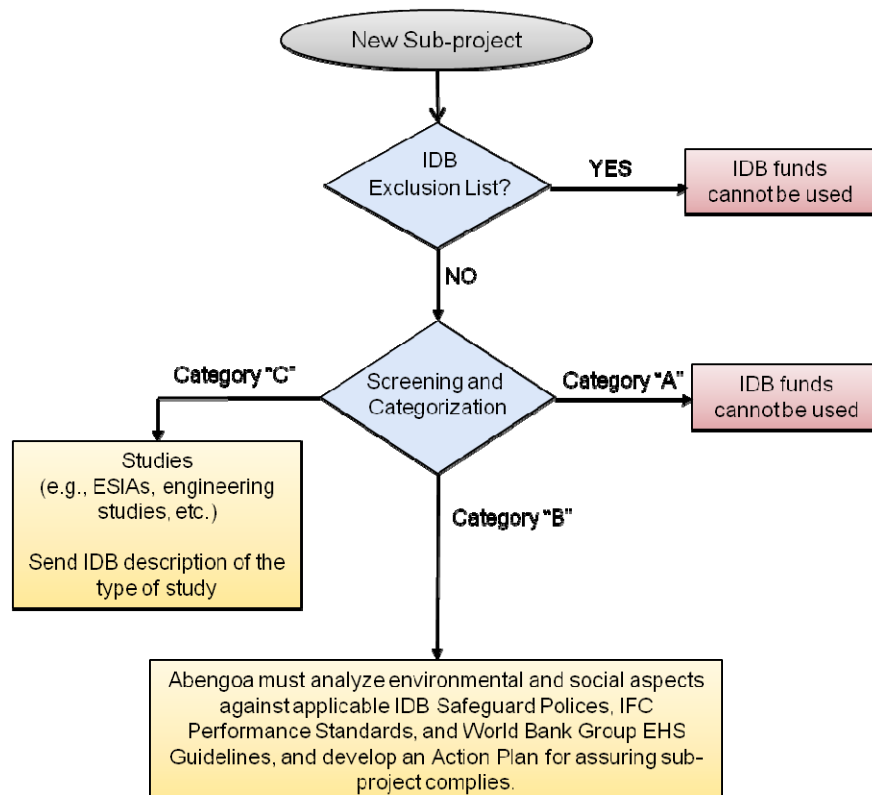 New Sub-project
IDB
Exclusion List?
YES
IDB funds
cannot be used
NO
Category "C"
Screening and
Categorization
Category "A"
IDB funds
cannot be used
Studies
(e.g., ESIAs, engineering
studies, etc.)
Send IDB description of the
type of study
Category "B"
Abengoa must analyze environmental and social aspects
against applicable IDB Safeguard Polices, IFC
Performance Standards, and World Bank Group EHS
Guidelines, and develop an Action Plan for assuring sub-
project complies.